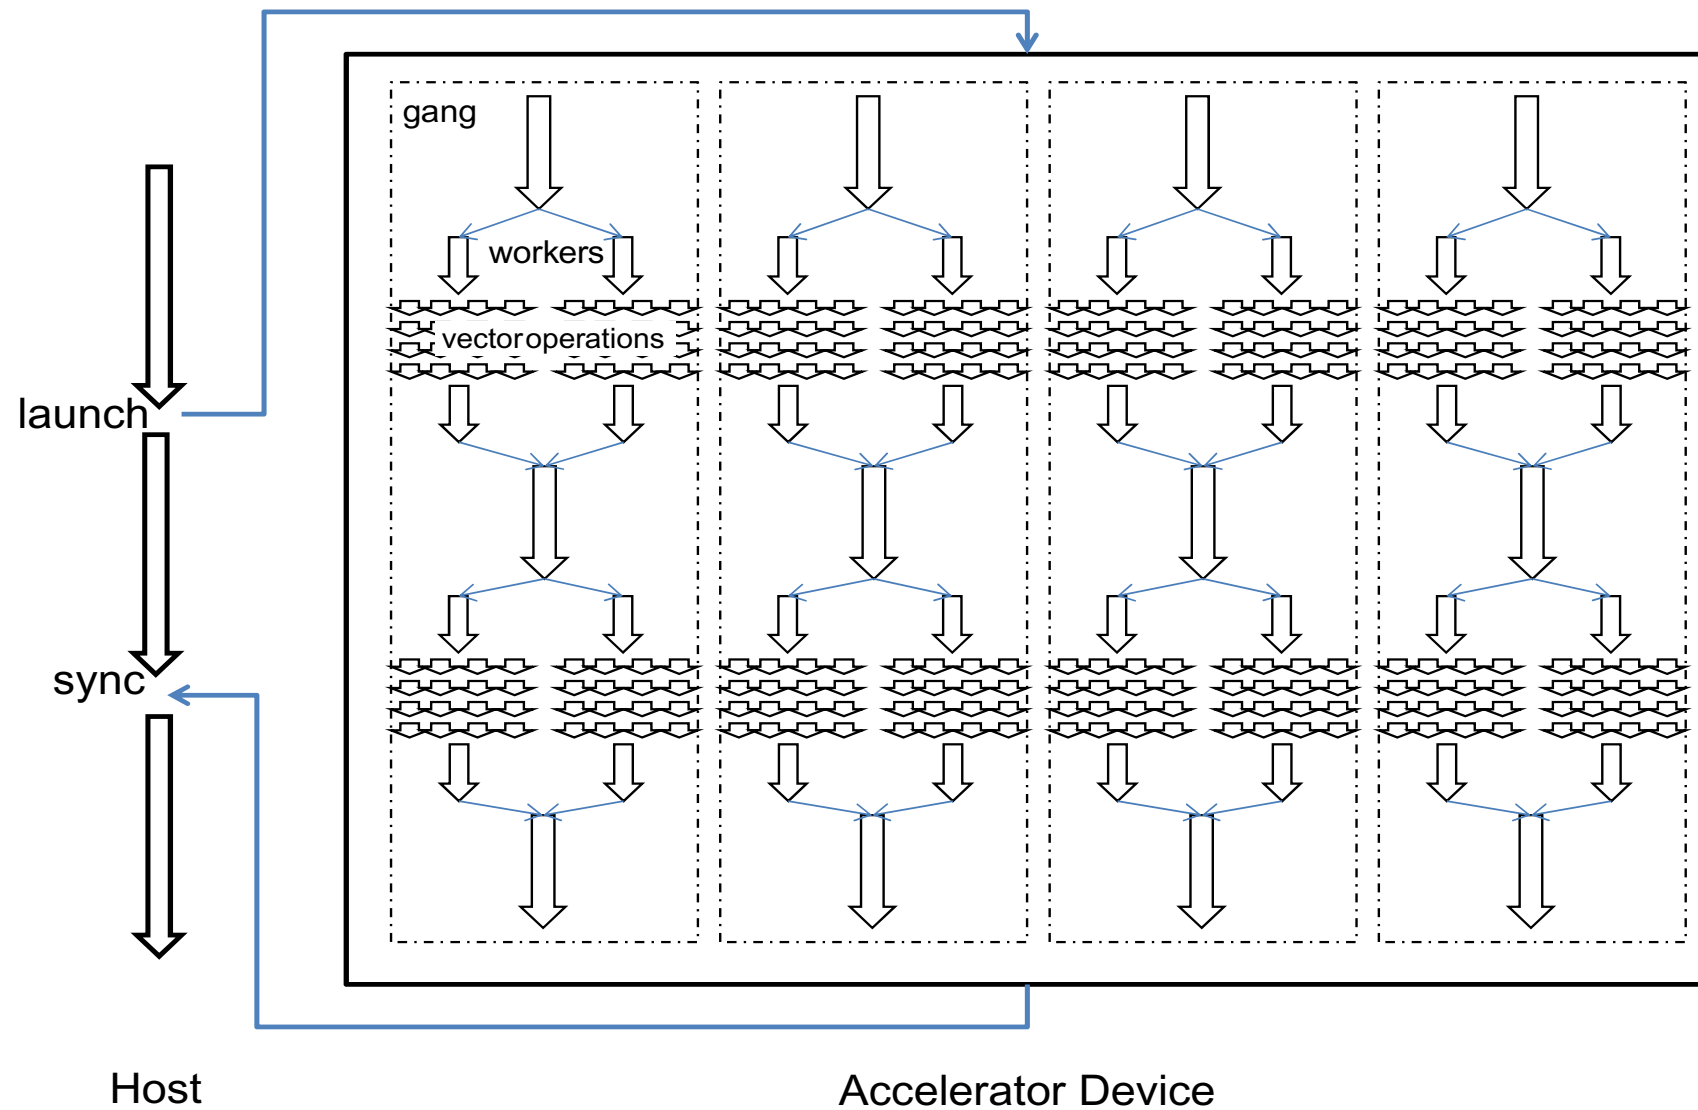 gang
workers
vector operations
launch
sync
Host
Accelerator Device